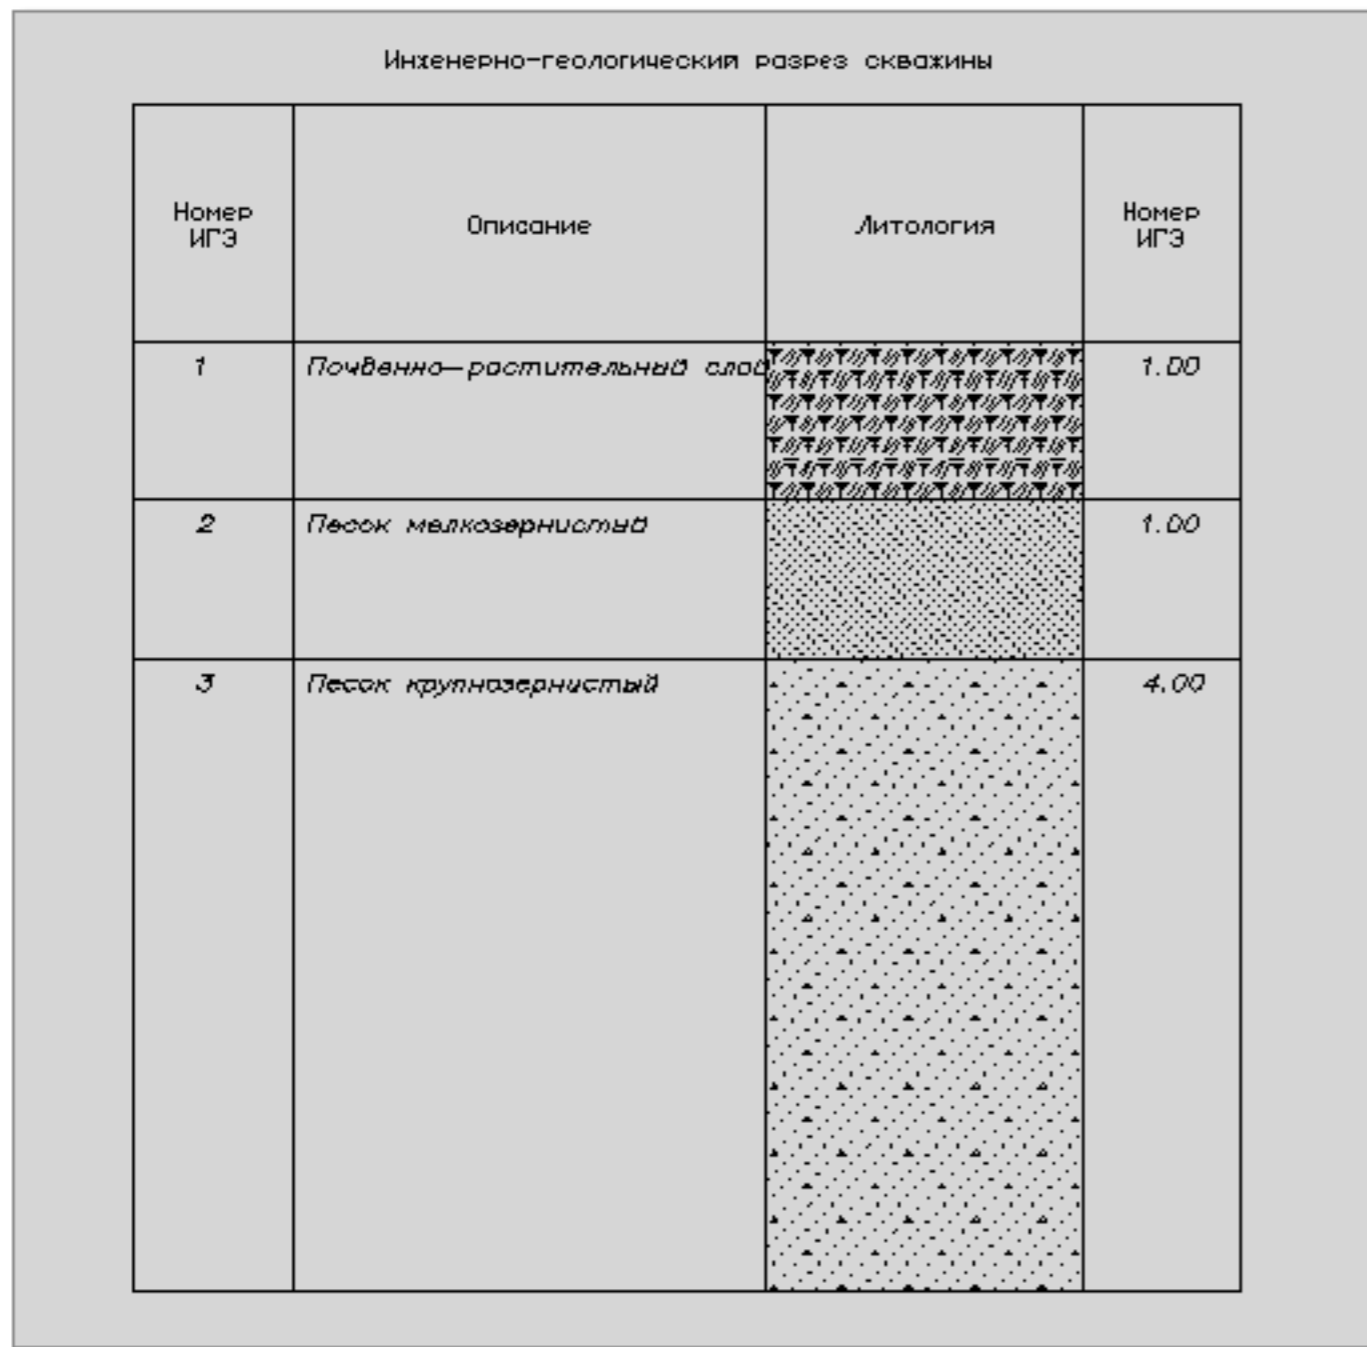 Инженерно-геологический разрез скважины
Номер
ИГЭ
Описание
Литология
Номер
ИГЭ
1
Почвенно-растительный слой
1.00
2
Песок мелкозернистый
1.00
3
Песок крупнозернистый
4.00